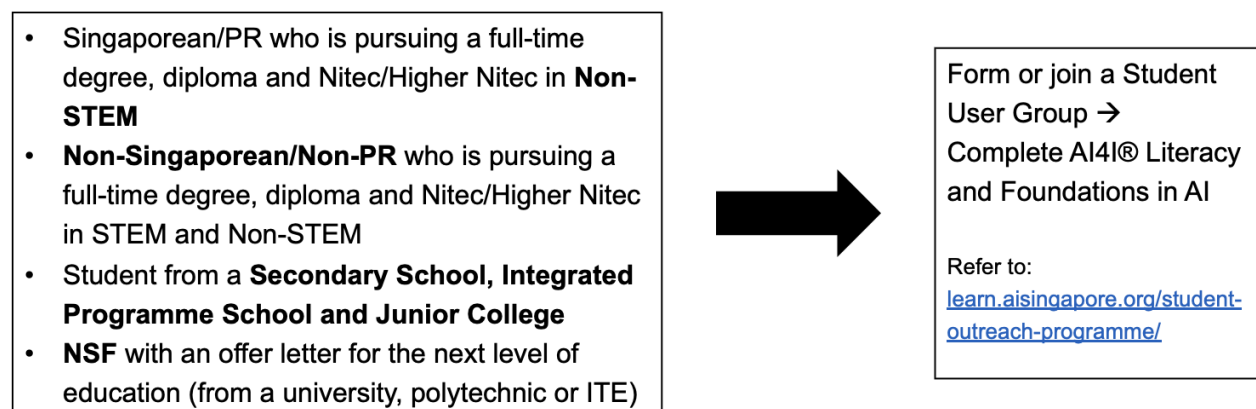 • Singaporean/PR who is pursuing a full-time
degree, diploma and Nitec/Higher Nitec in Non-
STEM
• Non-Singaporean/Non-PR who is pursuing a
full-time degree, diploma and Nitec/Higher Nitec
in STEM and Non-STEM
• Student from a Secondary School, Integrated
Programme School and Junior College
• NSF with an offer letter for the next level of
education (from a university, polytechnic or ITE)
Form or join a Student
User Group →
Complete AI4I® Literacy
and Foundations in AI
Refer to:
learn.aisingapore.org/student-
outreach-programme/